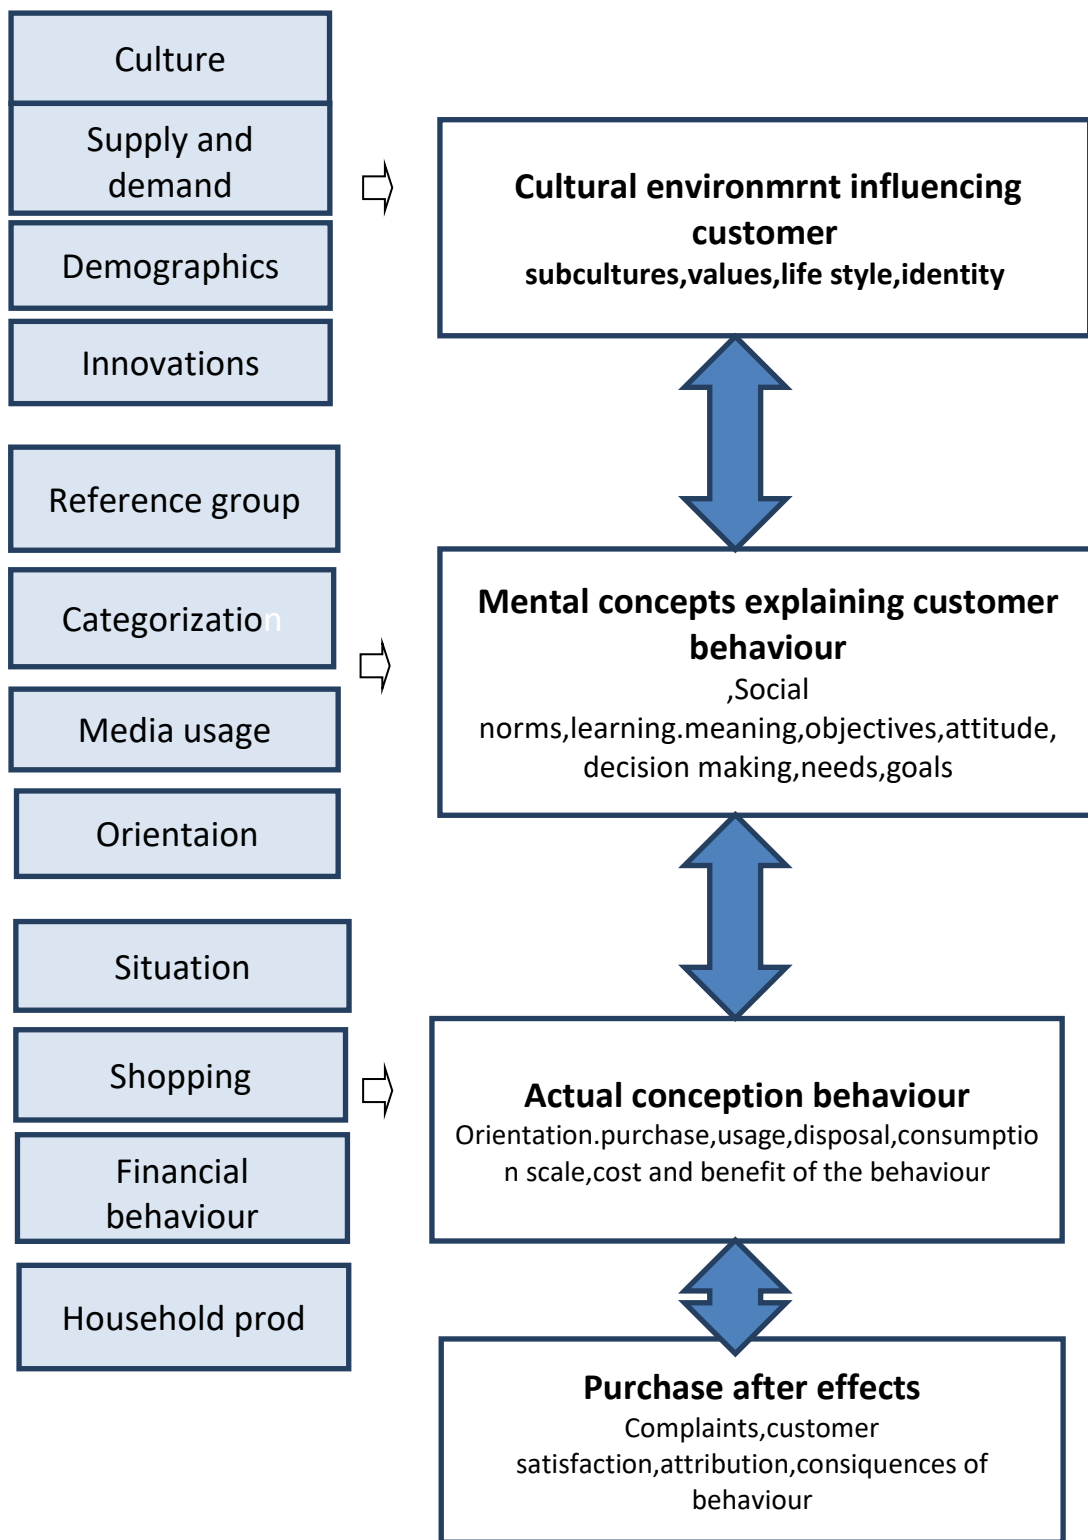 Culture
Supply and
demand
Demographics
Innovations
Cultural environmrnt influencing
customer
subcultures,values,life style,identity
Reference group
Categorization
Media usage
Orientaion
Mental concepts explaining customer
behaviour
,Social
norms,learning.meaning,objectives,attitude,
decision making,needs,goals
Situation
Shopping
Financial
behaviour
Household prod
Actual conception behaviour
Orientation.purchase,usage,disposal,consumptio
n scale,cost and benefit of the behaviour
Purchase after effects
Complaints,customer
satisfaction,attribution,consiquences of
behaviour